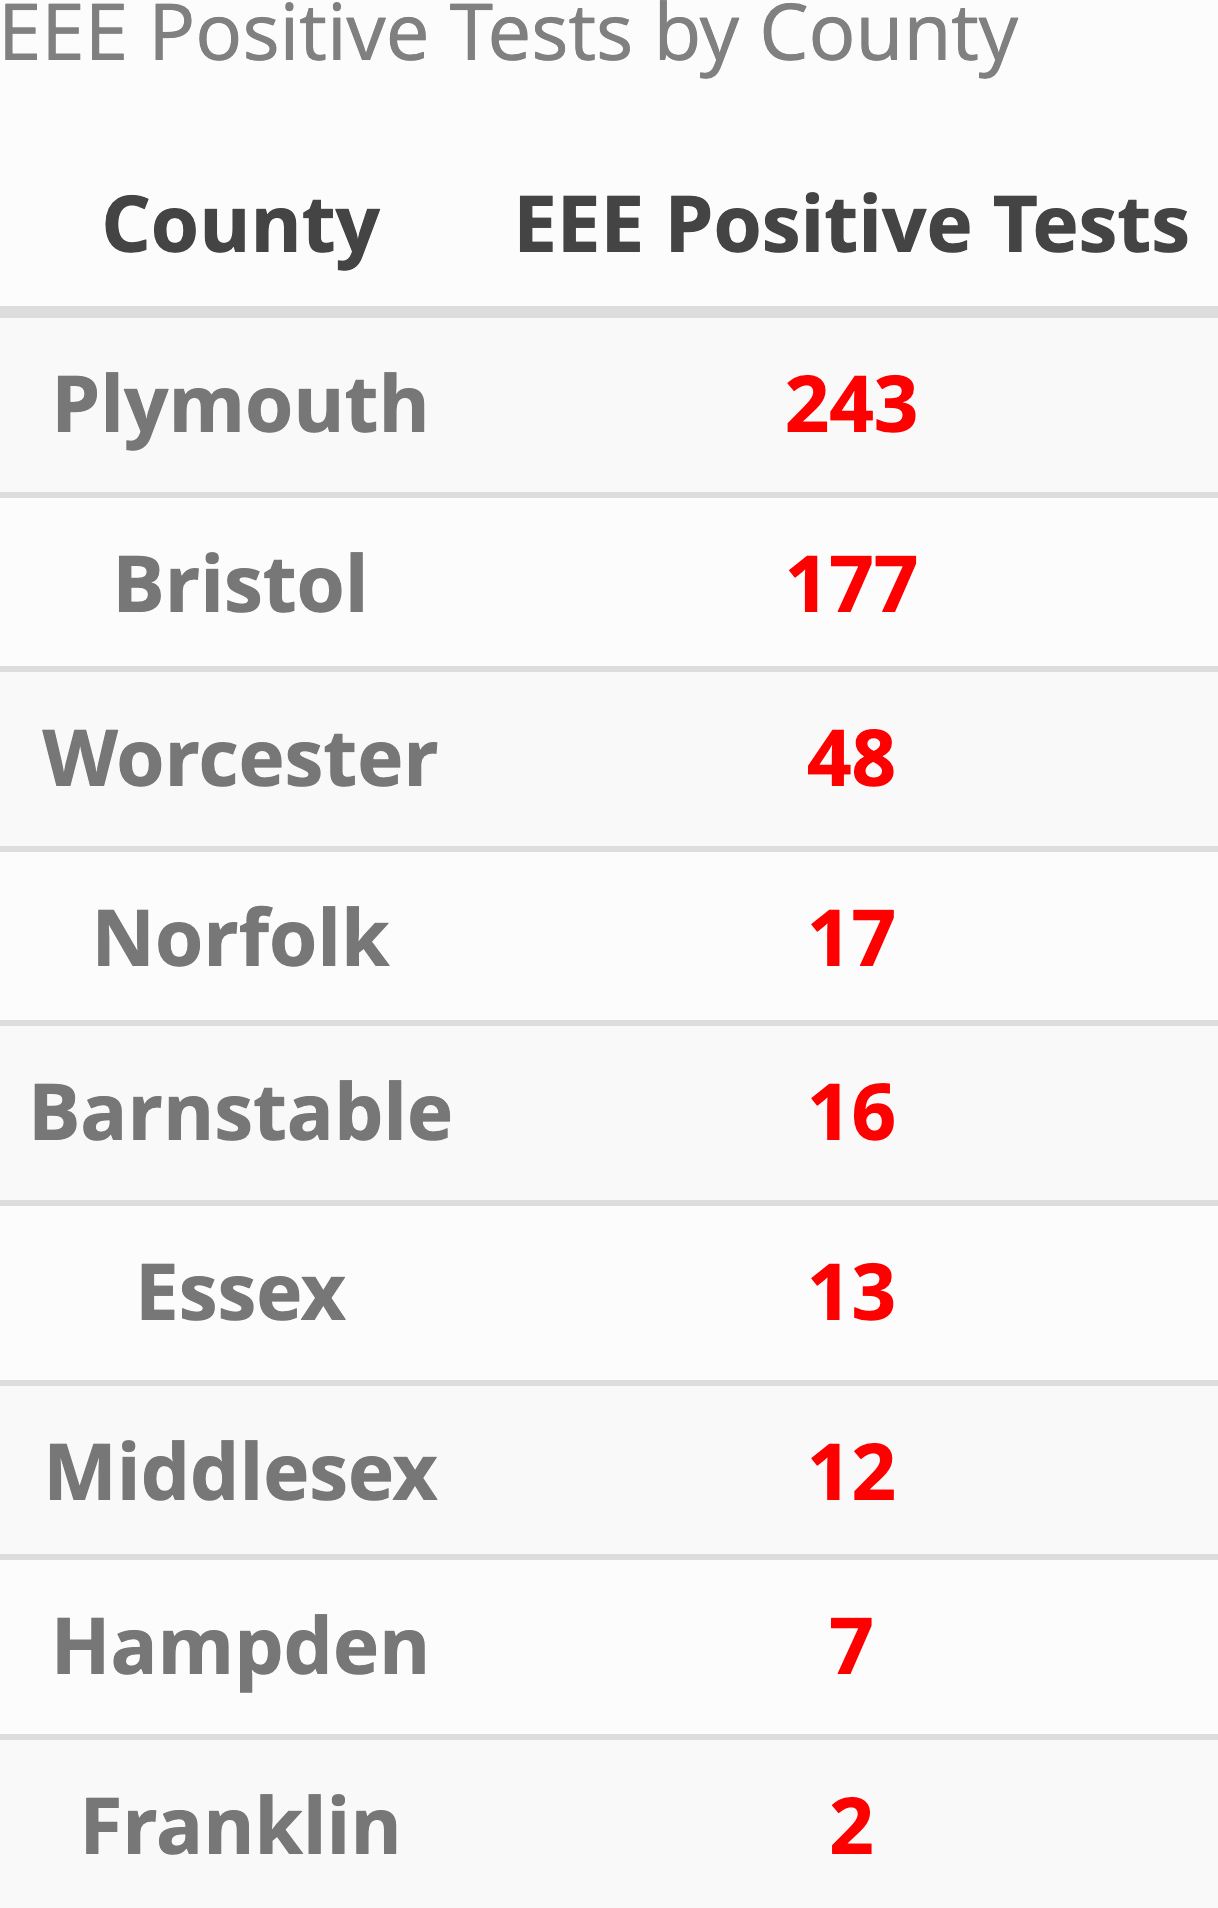 EEE Positive Tests by County
County EEE Positive Tests
Plymouth 243
Bristol 177
Worcester 48
Norfolk 17
Barnstable 16
Essex 13
Middlesex 12
Hampden 7
Franklin 2